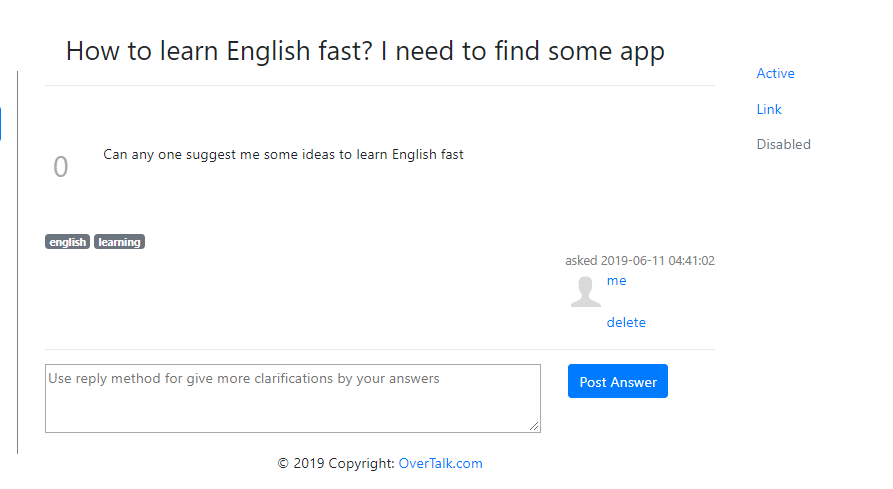 How to learn English fast? I need to find some app
Active
Link
Disabled
0
Can any one suggest me some ideas to learn English fast
english learning
asked 2019-06-11 04:41:02
me
delete
Use reply method for give more clarifications by your answers
Post Answer
© 2019 Copyright: OverTalk.com